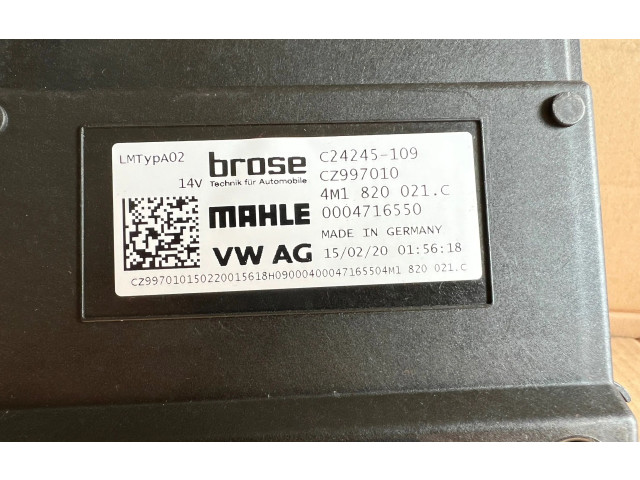 LMTypA02 brose C24245-109
14V Technik für Automobile CZ997010
4M1 820 021.C
MAHLE 0004716550
MADE IN GERMANY
VW AG 15/02/20 01:56:18
CZ997010150220015618H09000400047165504M1 820 021.C